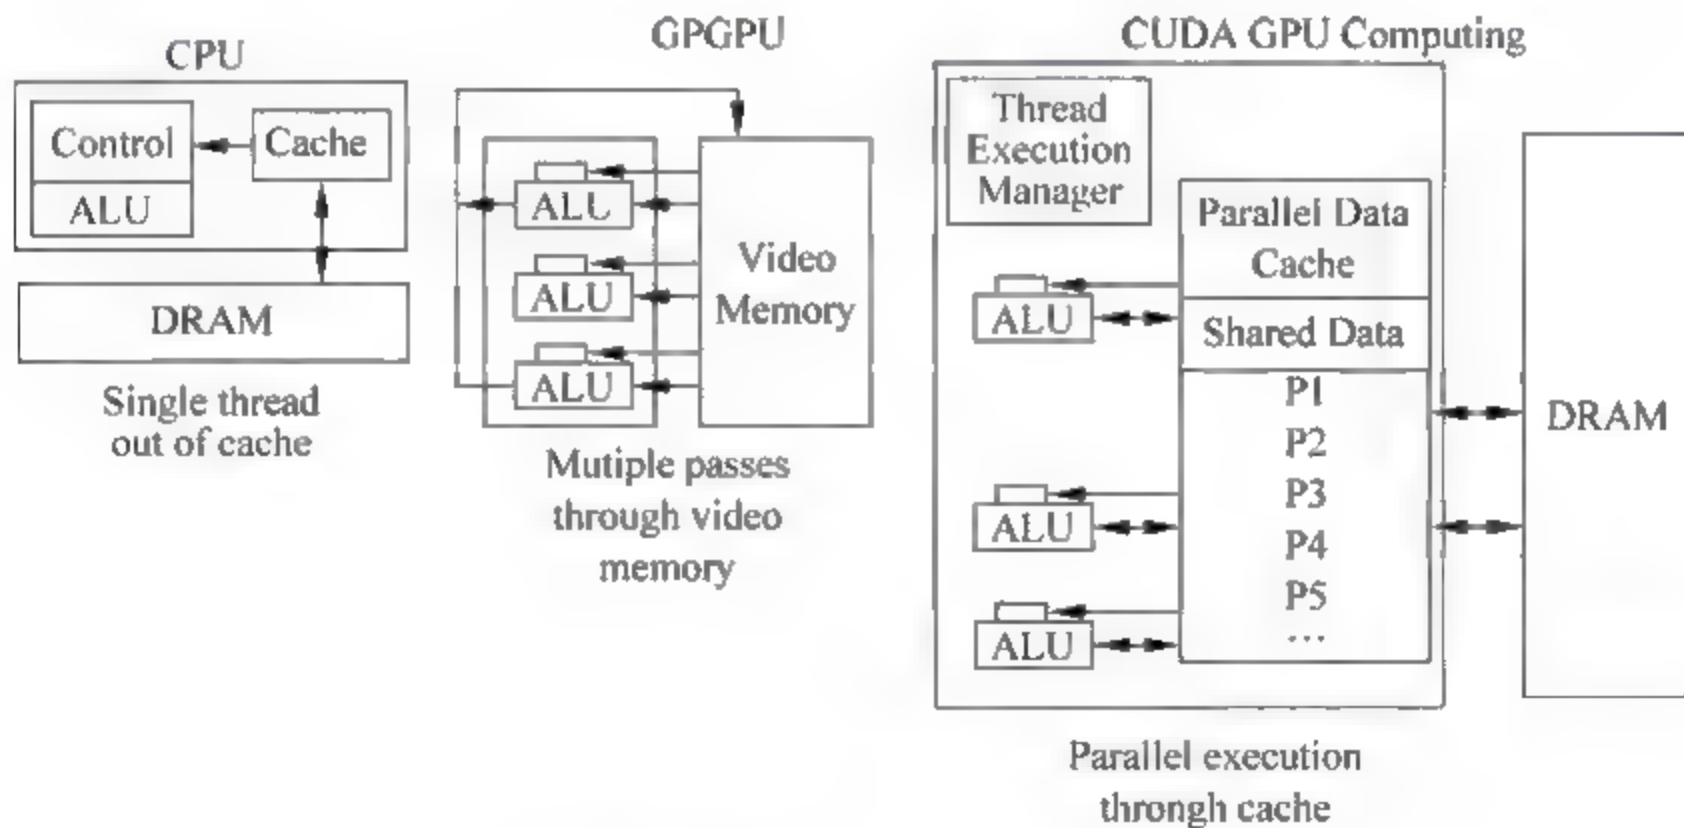 CPU
Control
Cache
ALU
DRAM
Single thread
out of cache
GPGPU
ALU
ALU
ALU
Video
Memory
Mutiple passes
through video
memory
CUDA GPU Computing
Thread
Execution
Manager
Parallel Data
Cache
Shared Data
ALU
P1
P2
P3
P4
P5
...
ALU
ALU
DRAM
Parallel execution
throngh cache